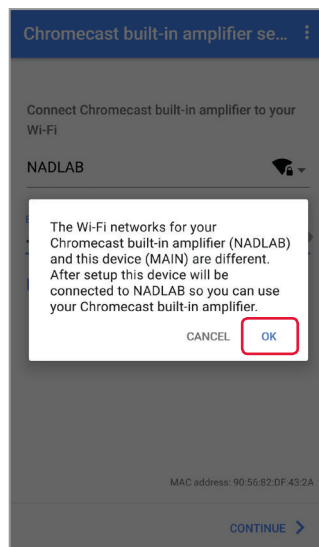 Chromecast built-in amplifier se...
Connect Chromecast built-in amplifier to your
Wi-Fi
NADLAB
The Wi-Fi networks for your
Chromecast built-in amplifier (NADLAB)
and this device (MAIN) are different.
After setup this device will be
connected to NADLAB so you can use
your Chromecast built-in amplifier.
CANCEL OK
MAC address: 90:56:82:DF:43:2A
CONTINUE